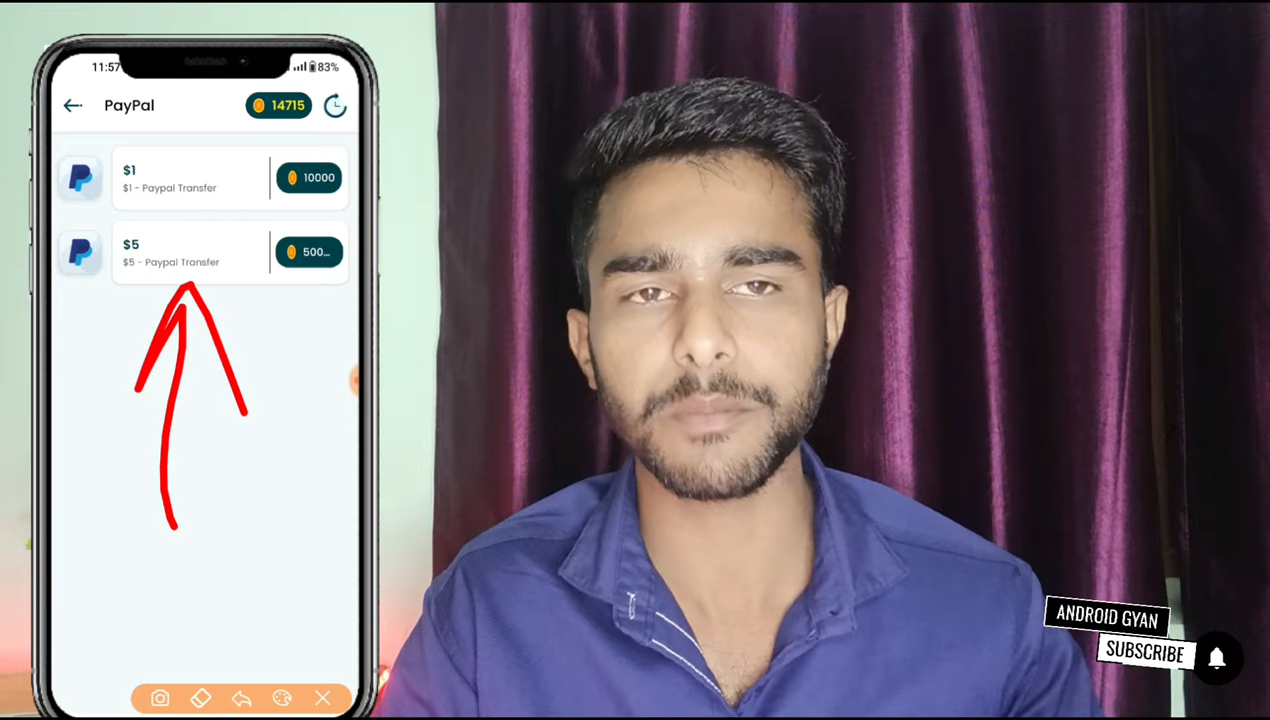 11:57
83%
PayPal
14715
$1
$1 - Paypal Transfer
10000
$5
$5 - Paypal Transfer
500...
ANDROID GYAN
SUBSCRIBE